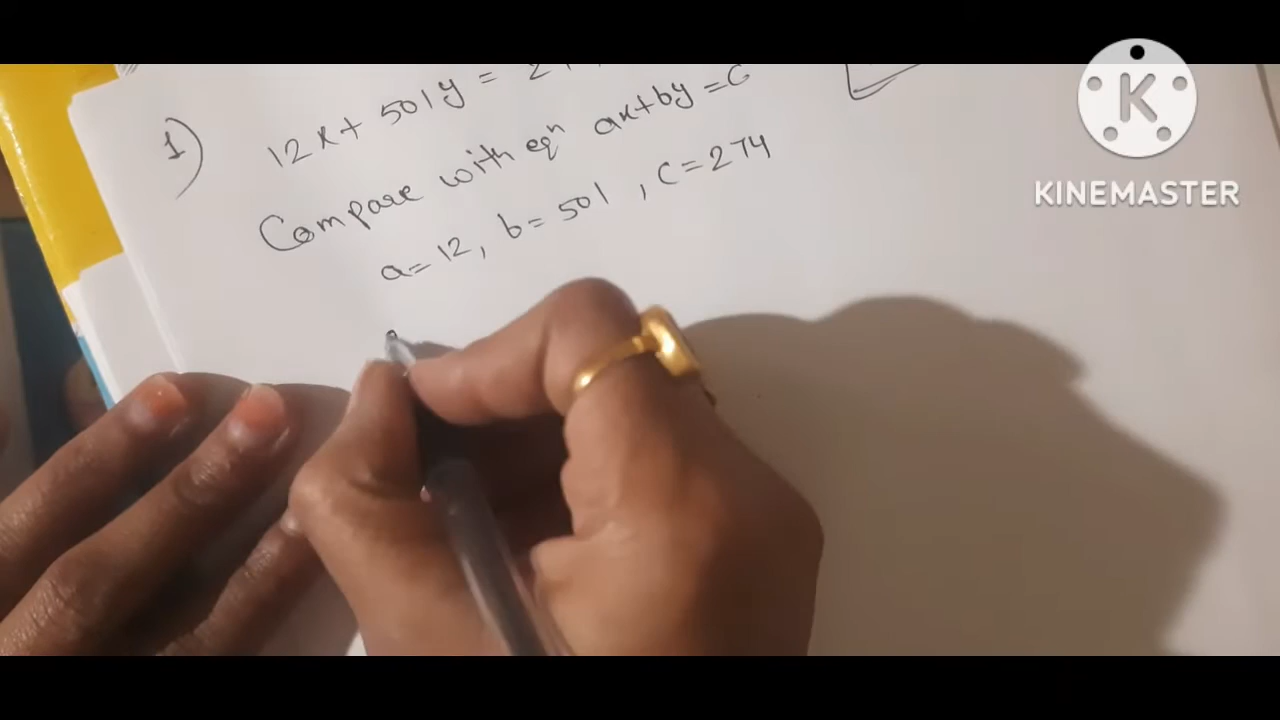 1) 12x + 501y =
Compare with eqⁿ ax+by=C
a=12, b=501, C=274
K
KINEMASTER